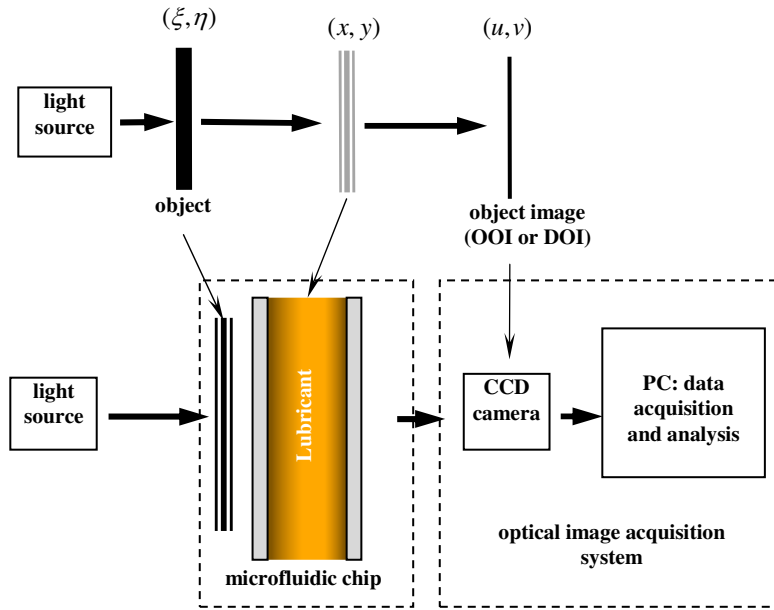 (ξ,η)
(x, y)
(u,v)
light
source
object
object image
(OOI or DOI)
light
source
Lubricant
CCD
camera
PC: data
acquisition
and analysis
microfluidic chip
optical image acquisition
system